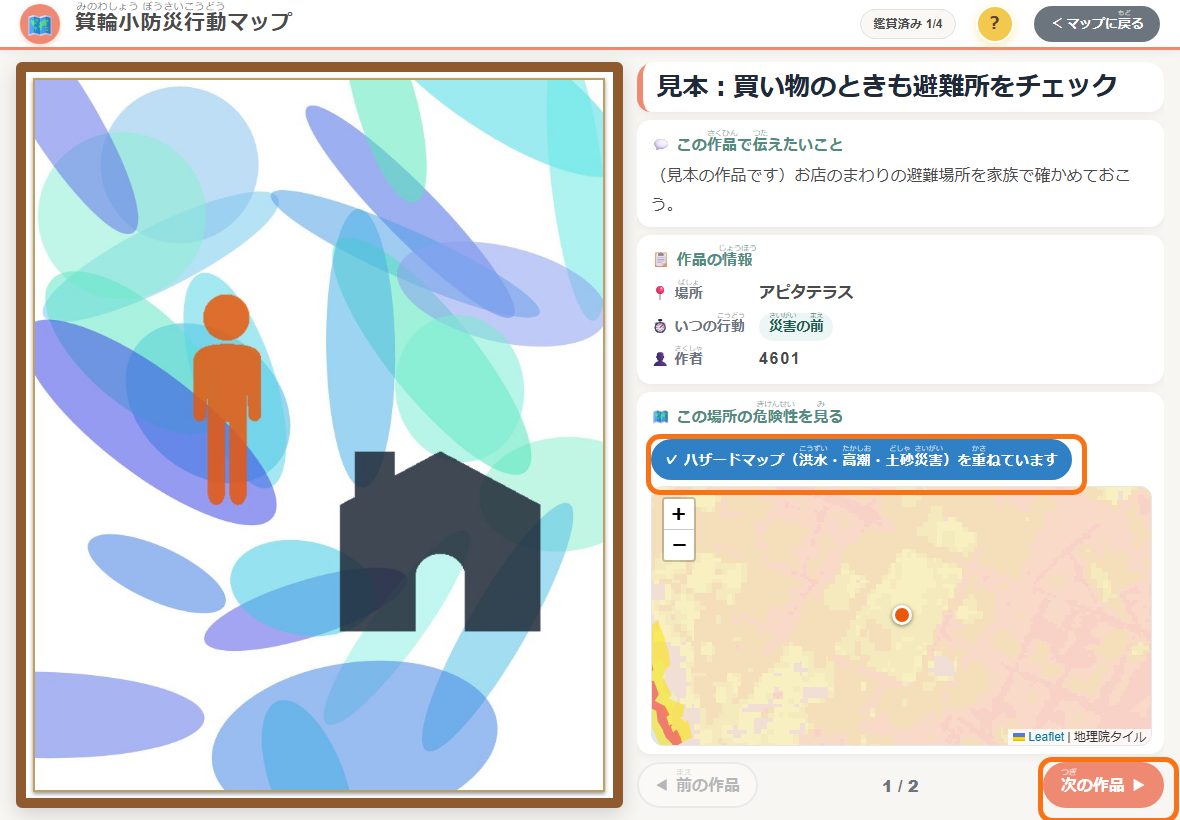 みのわしょう ぼうさいこうどう
箕輪小防災行動マップ
鑑賞済み 1/4
?
もど
< マップに戻る
見本：買い物のときも避難所をチェック
さくひん つた
この作品で伝えたいこと
（見本の作品です）お店のまわりの避難場所を家族で確かめておこ
う。
じょうほう
作品の情報
ばしょ
場所 アピタテラス
こうどう さいがい まえ
いつの行動 災害の前
さくしゃ
作者 4601
きけんせい み
この場所の危険性を見る
こうずい たかしお どしゃ さいがい かさ
✓ ハザードマップ（洪水・高潮・土砂災害）を重ねています
+
−
Leaflet | 地理院タイル
まえ
◀ 前の作品
1 / 2
つぎ
次の作品 ▶